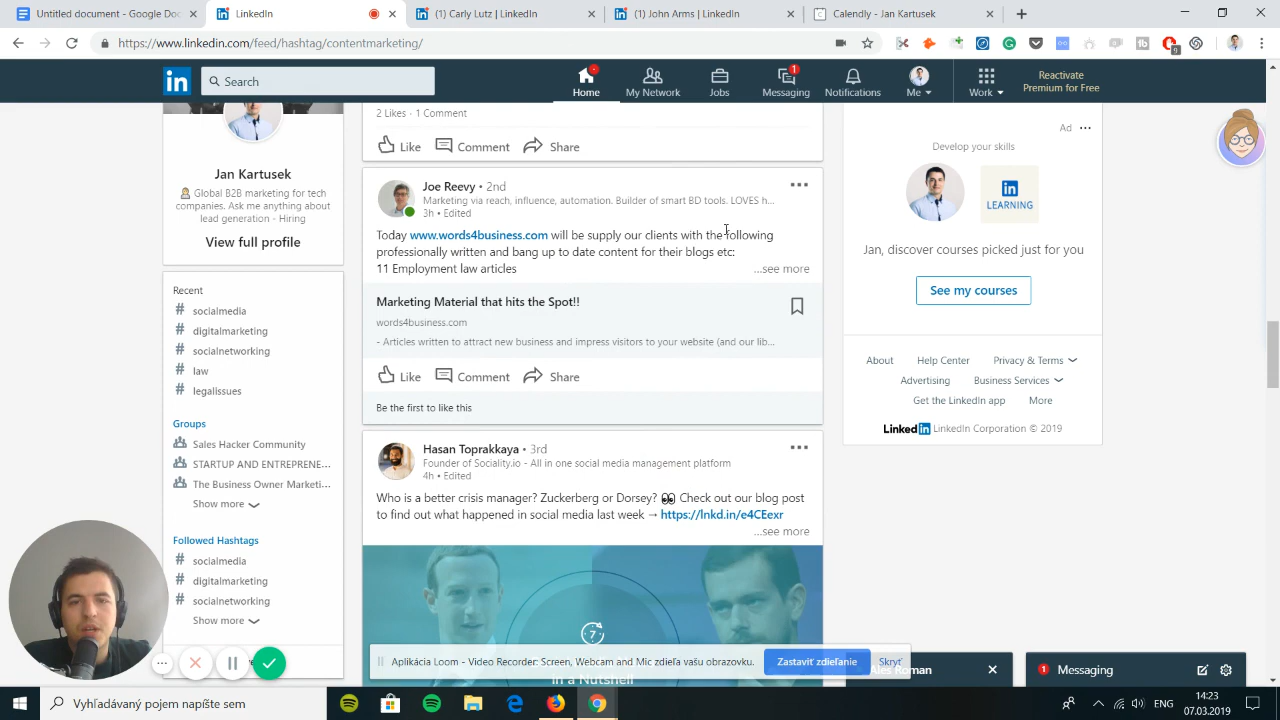 Untitled document - Google Doc
LinkedIn
(1) Carly Lutz | LinkedIn
(1) John Arms | LinkedIn
Calendly - Jan Kartusek
https://www.linkedin.com/feed/hashtag/contentmarketing/
9
in
Search
Home
My Network
Jobs
1
Messaging
Notifications
Me
Work
Reactivate
Premium for Free
Jan Kartusek
Global B2B marketing for tech
companies. Ask me anything about
lead generation - Hiring
View full profile
Recent
# socialmedia
# digitalmarketing
# socialnetworking
# law
# legalissues
Groups
Sales Hacker Community
STARTUP AND ENTREPRENE...
The Business Owner Marketi...
Show more
Followed Hashtags
# socialmedia
# digitalmarketing
# socialnetworking
Show more
2 Likes · 1 Comment
Like Comment Share
Joe Reevy • 2nd
Marketing via reach, influence, automation. Builder of smart BD tools. LOVES h...
3h • Edited
Today www.words4business.com will be supply our clients with the following
professionally written and bang up to date content for their blogs etc:
11 Employment law articles
...see more
Marketing Material that hits the Spot!!
words4business.com
- Articles written to attract new business and impress visitors to your website (and our lib...
Like Comment Share
Be the first to like this
Hasan Toprakkaya • 3rd
Founder of Sociality.io - All in one social media management platform
4h • Edited
Who is a better crisis manager? Zuckerberg or Dorsey? 👀 Check out our blog post
to find out what happened in social media last week → https://lnkd.in/e4CEexr
...see more
7
in a Nutshell
Ad
Develop your skills
in
LEARNING
Jan, discover courses picked just for you
See my courses
About Help Center Privacy & Terms
Advertising Business Services
Get the LinkedIn app More
Linked in LinkedIn Corporation © 2019
Aplikácia Loom - Video Recorder: Screen, Webcam and Mic zdieľa vašu obrazovku.
Zastaviť zdieľanie
Skryť
Roman
1
Messaging
Vyhľadávaný pojem napíšte sem
ENG
14:23
07.03.2019